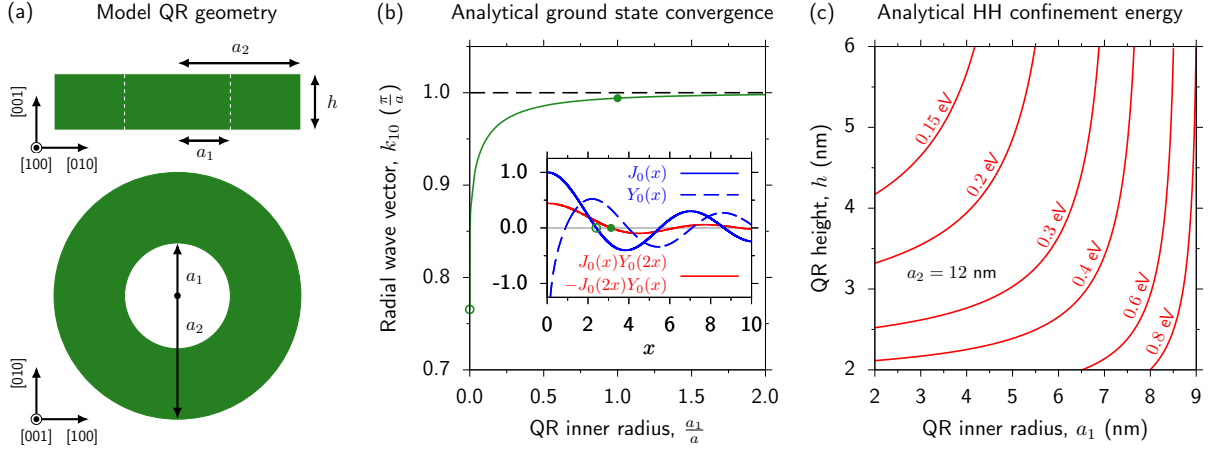 (a) Model QR geometry
a₂
[001]
h
a₁
[100] [010]
a₁
a₂
[010]
[001] [100]
(b) Analytical ground state convergence
Radial wave vector, k₁₀ (π/a)
1.0
0.9
0.8
0.7
0.0 0.5 1.0 1.5 2.0
QR inner radius, a₁/a
1.0
0.0
-1.0
J₀(x)
Y₀(x)
J₀(x)Y₀(2x)
−J₀(2x)Y₀(x)
0 2 4 6 8 10
x
(c) Analytical HH confinement energy
QR height, h (nm)
6
5
4
3
2
0.15 eV
0.2 eV
0.3 eV
0.4 eV
0.6 eV
0.8 eV
a₂ = 12 nm
2 3 4 5 6 7 8 9
QR inner radius, a₁ (nm)